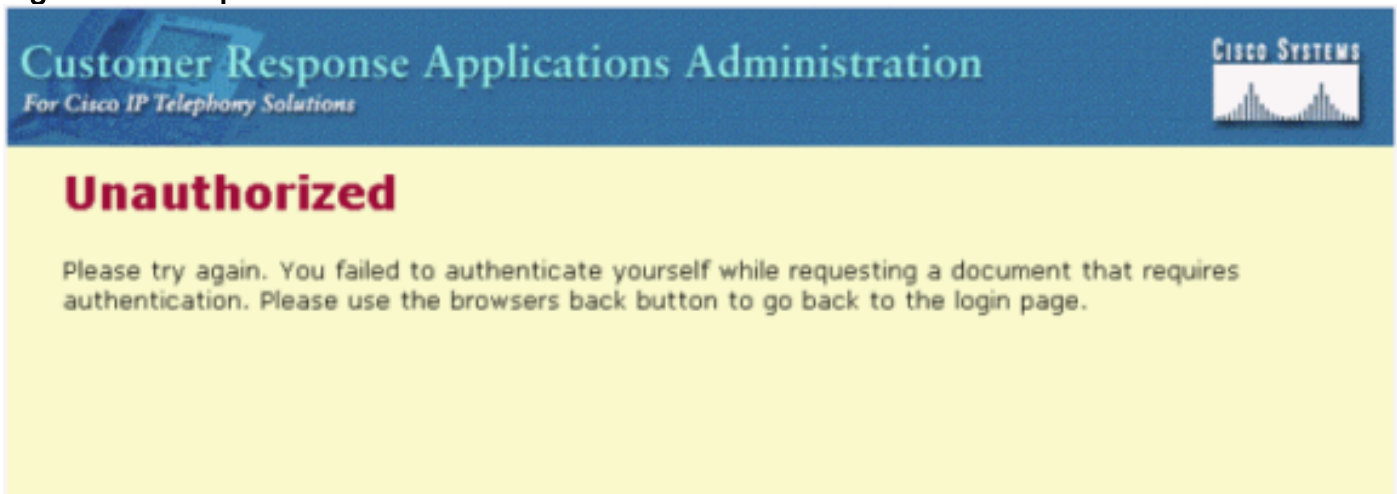 Customer Response Applications Administration
For Cisco IP Telephony Solutions
CISCO SYSTEMS
Unauthorized
Please try again. You failed to authenticate yourself while requesting a document that requires
authentication. Please use the browsers back button to go back to the login page.